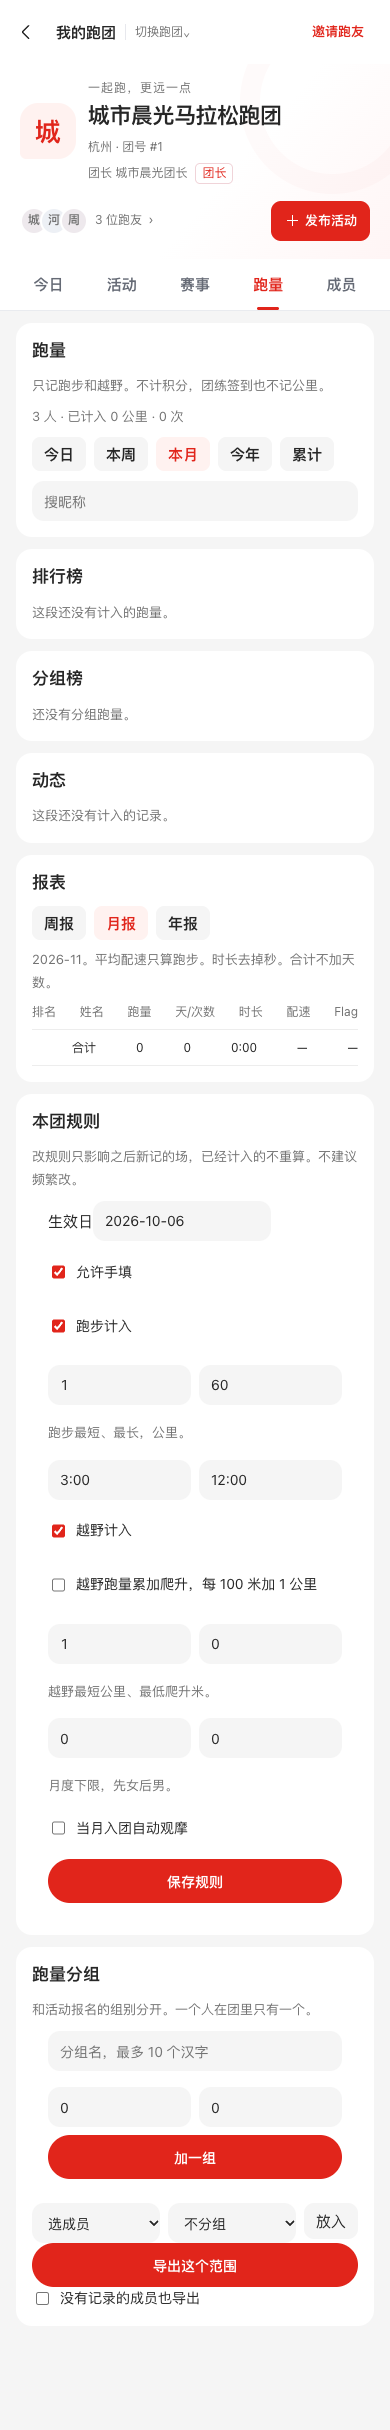 我的跑团
切换跑团
邀请跑友
一起跑，更远一点
城
城市晨光马拉松跑团
城市晨光 · 团号 #1
团长 城市晨光团长 团长
城 河 周 3 位跑友 ›
＋ 发布活动
今日 活动 赛事 跑量 成员
跑量
只记跑步和越野。不计积分，团练签到也不记公里。
3 人 · 已计入 0 公里 · 0 次
今日 本周 本月 今年 累计
搜昵称
排行榜
这段还没有计入的跑量。
分组榜
还没有分组跑量。
动态
这段还没有计入的记录。
报表
周报 月报 年报
2026-11。平均配速只算跑步。时长去掉秒。合计不加天
数。
排名 姓名 跑量 天/次数 时长 配速 Flag
合计 0 0 0:00 — —
本团规则
改规则只影响之后新记的场，已经计入的不重算。不建议
频繁改。
生效日 2026-10-06
允许手填
跑步计入
1 60
跑步最短、最长，公里。
3:00 12:00
越野计入
越野跑量累加爬升，每 100 米加 1 公里
1 0
越野最短公里、最低爬升米。
0 0
月度下限，先女后男。
当月入团自动观摩
保存规则
跑量分组
和活动报名的组别分开。一个人在团里只有一个。
分组名，最多 10 个汉字
0 0
加一组
选成员 不分组 放入
导出这个范围
没有记录的成员也导出